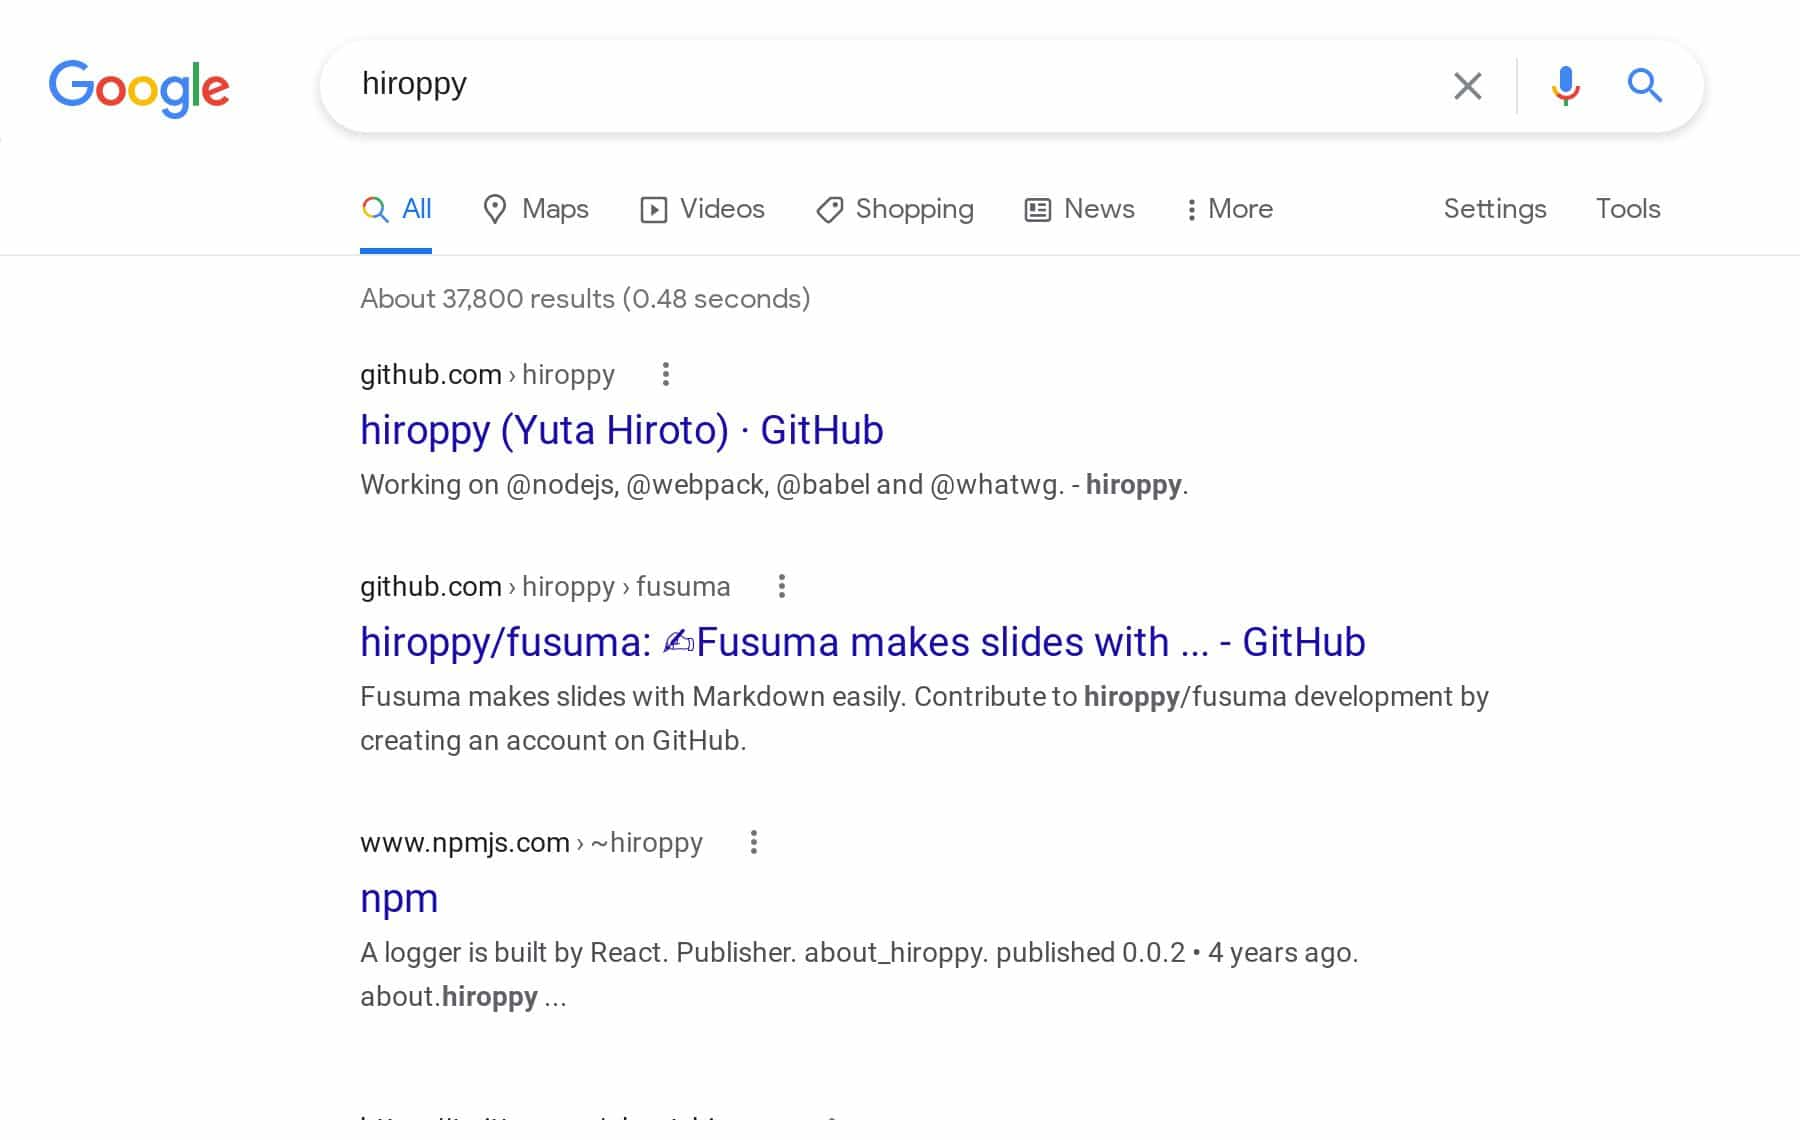 Google
hiroppy
All Maps Videos Shopping News More Settings Tools
About 37,800 results (0.48 seconds)
github.com › hiroppy
hiroppy (Yuta Hiroto) · GitHub
Working on @nodejs, @webpack, @babel and @whatwg. - hiroppy.
github.com › hiroppy › fusuma
hiroppy/fusuma: ✍Fusuma makes slides with ... - GitHub
Fusuma makes slides with Markdown easily. Contribute to hiroppy/fusuma development by
creating an account on GitHub.
www.npmjs.com › ~hiroppy
npm
A logger is built by React. Publisher. about_hiroppy. published 0.0.2 • 4 years ago.
about.hiroppy ...